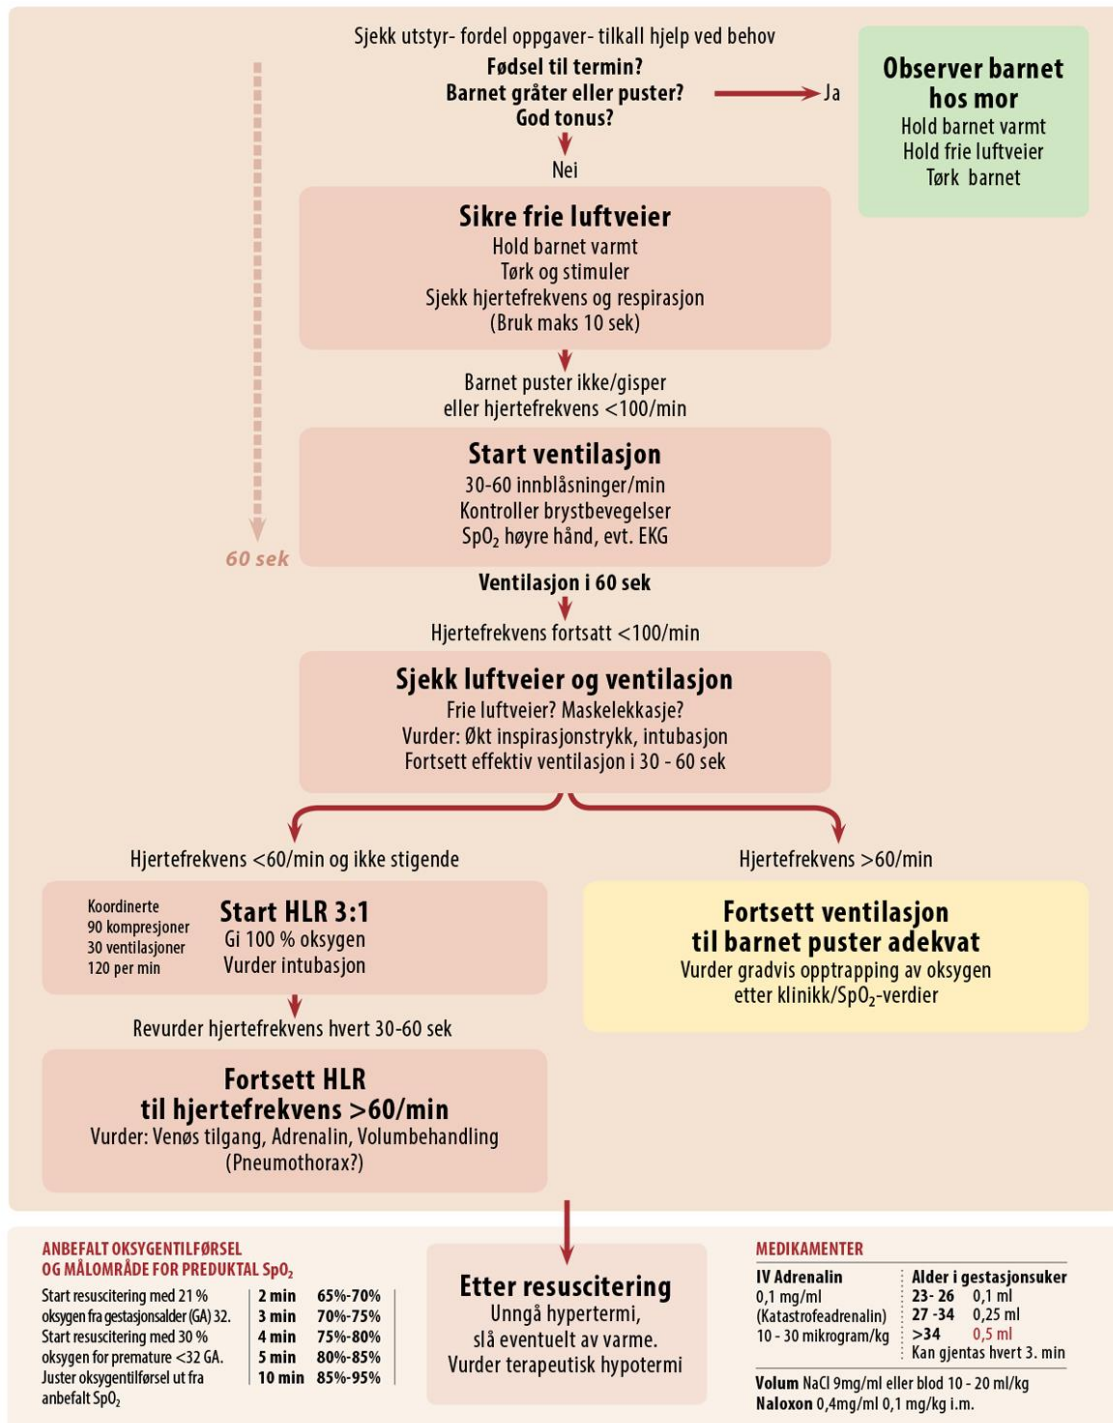 Sjekk utstyr- fordel oppgaver- tilkall hjelp ved behov
Fødsel til termin?
Barnet gråter eller puster?
God tonus?
Ja
Nei
Observer barnet
hos mor
Hold barnet varmt
Hold frie luftveier
Tørk barnet
Sikre frie luftveier
Hold barnet varmt
Tørk og stimuler
Sjekk hjertefrekvens og respirasjon
(Bruk maks 10 sek)
Barnet puster ikke/gisper
eller hjertefrekvens <100/min
Start ventilasjon
30-60 innblåsninger/min
Kontroller brystbevegelser
SpO₂ høyre hånd, evt. EKG
60 sek
Ventilasjon i 60 sek
Hjertefrekvens fortsatt <100/min
Sjekk luftveier og ventilasjon
Frie luftveier? Maskelekkasje?
Vurder: Økt inspirasjonstrykk, intubasjon
Fortsett effektiv ventilasjon i 30 - 60 sek
Hjertefrekvens <60/min og ikke stigende
Koordinerte
90 kompresjoner
30 ventilasjoner
120 per min
Start HLR 3:1
Gi 100 % oksygen
Vurder intubasjon
Revurder hjertefrekvens hvert 30-60 sek
Fortsett HLR
til hjertefrekvens >60/min
Vurder: Venøs tilgang, Adrenalin, Volumbehandling
(Pneumothorax?)
Hjertefrekvens >60/min
Fortsett ventilasjon
til barnet puster adekvat
Vurder gradvis opptrapping av oksygen
etter klinikk/SpO₂-verdier
ANBEFALT OKSYGENTILFØRSEL
OG MÅLOMRÅDE FOR PREDUKTAL SpO₂
Start resuscitering med 21 %
oksygen fra gestasjonsalder (GA) 32.
Start resuscitering med 30 %
oksygen for premature <32 GA.
Juster oksygentilførsel ut fra
anbefalt SpO₂
2 min 65%-70%
3 min 70%-75%
4 min 75%-80%
5 min 80%-85%
10 min 85%-95%
Etter resuscitering
Unngå hypertermi,
slå eventuelt av varme.
Vurder terapeutisk hypotermi
MEDIKAMENTER
IV Adrenalin
0,1 mg/ml
(Katastrofeadrenalin)
10 - 30 mikrogram/kg
Alder i gestasjonsuker
23- 26 0,1 ml
27 -34 0,25 ml
>34 0,5 ml
Kan gjentas hvert 3. min
Volum NaCl 9mg/ml eller blod 10 - 20 ml/kg
Naloxon 0,4mg/ml 0,1 mg/kg i.m.